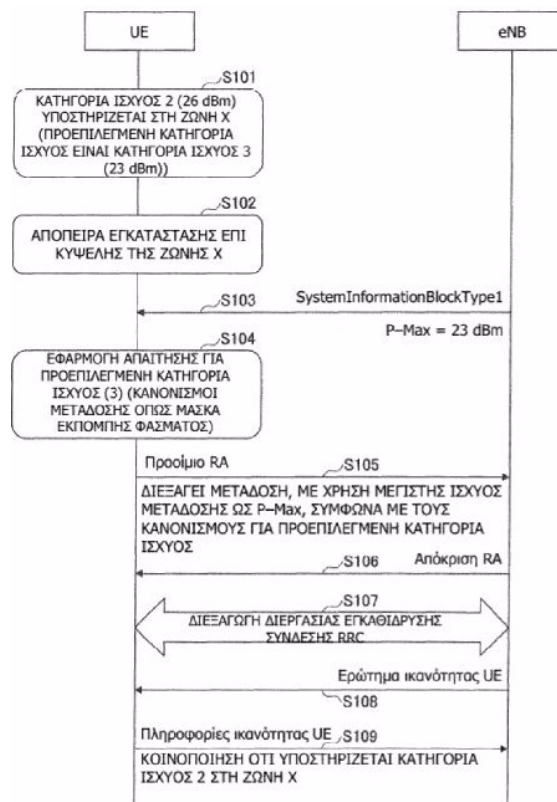 UE
eNB
S101
ΚΑΤΗΓΟΡΙΑ ΙΣΧΥΟΣ 2 (26 dBm)
ΥΠΟΣΤΗΡΙΖΕΤΑΙ ΣΤΗ ΖΩΝΗ X
(ΠΡΟΕΠΙΛΕΓΜΕΝΗ ΚΑΤΗΓΟΡΙΑ
ΙΣΧΥΟΣ ΕΙΝΑΙ ΚΑΤΗΓΟΡΙΑ ΙΣΧΥΟΣ 3
(23 dBm))
S102
ΑΠΟΠΕΙΡΑ ΕΓΚΑΤΑΣΤΑΣΗΣ ΕΠΙ
ΚΥΨΕΛΗΣ ΤΗΣ ΖΩΝΗΣ X
S103
SystemInformationBlockType1
P-Max = 23 dBm
S104
ΕΦΑΡΜΟΓΗ ΑΠΑΙΤΗΣΗΣ ΓΙΑ
ΠΡΟΕΠΙΛΕΓΜΕΝΗ ΚΑΤΗΓΟΡΙΑ
ΙΣΧΥΟΣ (3) (ΚΑΝΟΝΙΣΜΟΙ
ΜΕΤΑΔΟΣΗΣ ΟΠΩΣ ΜΑΣΚΑ
ΕΚΠΟΜΠΗΣ ΦΑΣΜΑΤΟΣ)
Προοίμιο RA
S105
ΔΙΕΞΑΓΕΙ ΜΕΤΑΔΟΣΗ, ΜΕ ΧΡΗΣΗ ΜΕΓΙΣΤΗΣ ΙΣΧΥΟΣ
ΜΕΤΑΔΟΣΗΣ ΩΣ P-Max, ΣΥΜΦΩΝΑ ΜΕ ΤΟΥΣ
ΚΑΝΟΝΙΣΜΟΥΣ ΓΙΑ ΠΡΟΕΠΙΛΕΓΜΕΝΗ ΚΑΤΗΓΟΡΙΑ
ΙΣΧΥΟΣ
S106
Απόκριση RA
S107
ΔΙΕΞΑΓΩΓΗ ΔΙΕΡΓΑΣΙΑΣ ΕΓΚΑΘΙΔΡΥΣΗΣ
ΣΥΝΔΕΣΗΣ RRC
Ερώτημα ικανότητας UE
S108
Πληροφορίες ικανότητας UE
S109
ΚΟΙΝΟΠΟΙΗΣΗ ΟΤΙ ΥΠΟΣΤΗΡΙΖΕΤΑΙ ΚΑΤΗΓΟΡΙΑ
ΙΣΧΥΟΣ 2 ΣΤΗ ΖΩΝΗ X